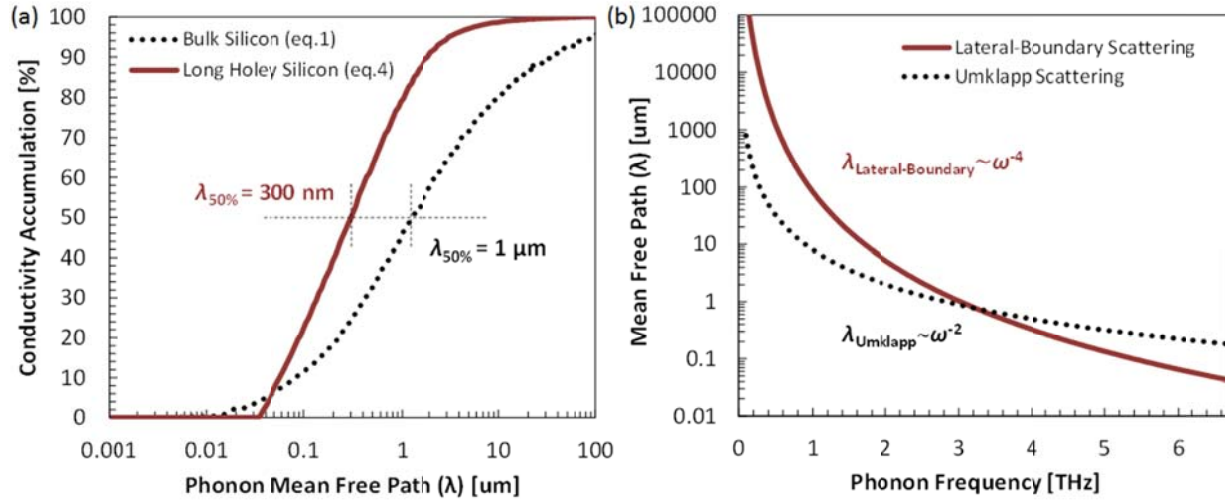 (a)
100
90
80
70
60
50
40
30
20
10
0
Conductivity Accumulation [%]
Bulk Silicon (eq.1)
Long Holey Silicon (eq.4)
λ50% = 300 nm
λ50% = 1 μm
0.001
0.01
0.1
1
10
100
Phonon Mean Free Path (λ) [um]
(b)
100000
10000
1000
100
10
1
0.1
0.01
Mean Free Path (λ) [um]
Lateral-Boundary Scattering
Umklapp Scattering
λLateral-Boundary~ω-4
λUmklapp~ω-2
0
1
2
3
4
5
6
Phonon Frequency [THz]